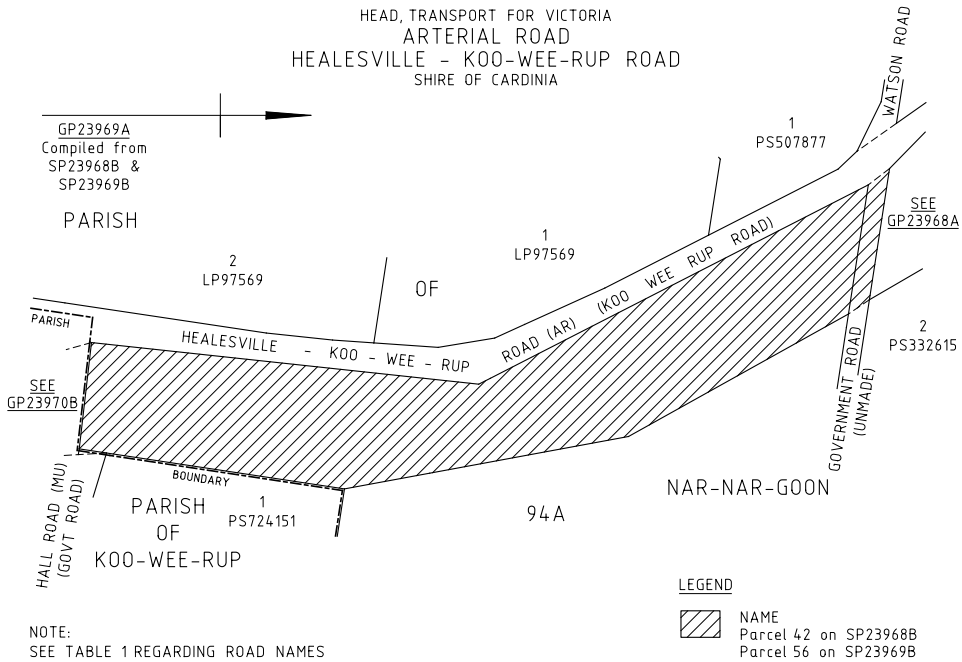 HEAD, TRANSPORT FOR VICTORIA
ARTERIAL ROAD
HEALESVILLE - KOO-WEE-RUP ROAD
SHIRE OF CARDINIA
WATSON ROAD
GP23969A
Compiled from
SP23968B &
SP23969B
1
PS507877
PARISH
SEE
GP23968A
2
LP97569
1
LP97569
OF
PARISH
HEALESVILLE - KOO - WEE - RUP ROAD (AR) (KOO WEE RUP ROAD)
2
PS332615
SEE
GP23970B
GOVERNMENT ROAD
(UNMADE)
BOUNDARY
HALL ROAD (MU)
(GOVT ROAD)
1
PS724151
PARISH
OF
KOO-WEE-RUP
94A
NAR-NAR-GOON
LEGEND
NAME
Parcel 42 on SP23968B
Parcel 56 on SP23969B
NOTE:
SEE TABLE 1 REGARDING ROAD NAMES